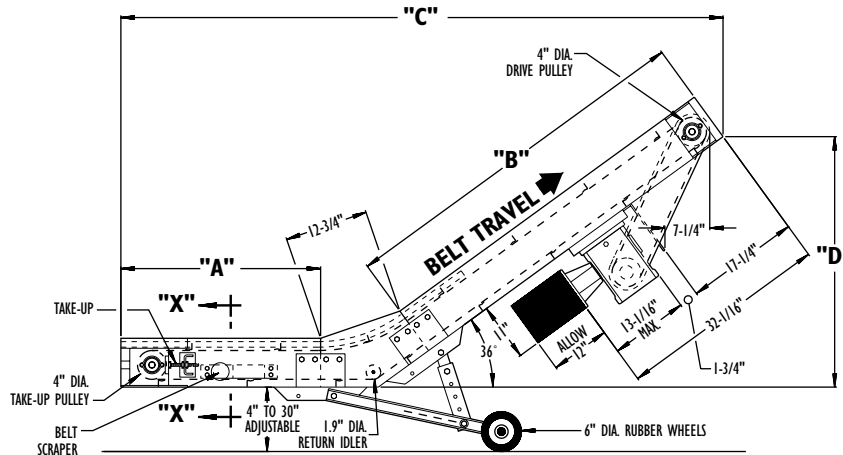 "C"
4" DIA.
DRIVE PULLEY
"B"
BELT TRAVEL
12-3/4"
7-1/4"
"D
"A"
17-1/4"
"X"
TAKE-UP
13-1/16"
MAX.
32-1/16"
11"
ALLOW
12"
36°
1-3/4"
4" DIA.
TAKE-UP PULLEY
"X"
4" TO 30"
ADJUSTABLE
1.9" DIA.
RETURN IDLER
BELT
SCRAPER
6" DIA. RUBBER WHEELS